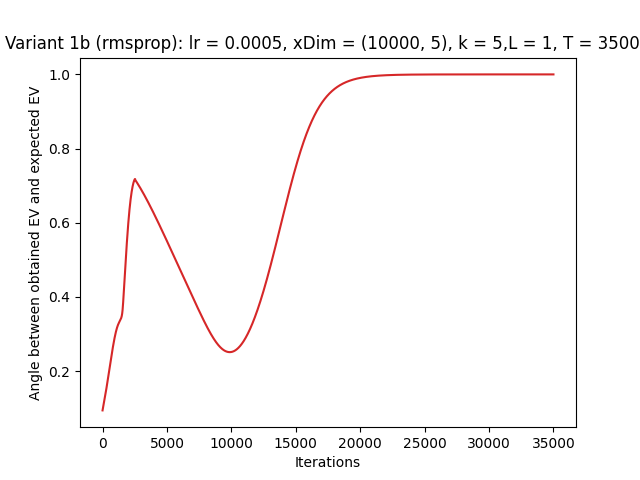 Variant 1b (rmsprop): lr = 0.0005, xDim = (10000, 5), k = 5,L = 1, T = 3500
1.0
0.8
0.6
0.4
0.2
Angle between obtained EV and expected EV
0 5000 10000 15000 20000 25000 30000 35000
Iterations